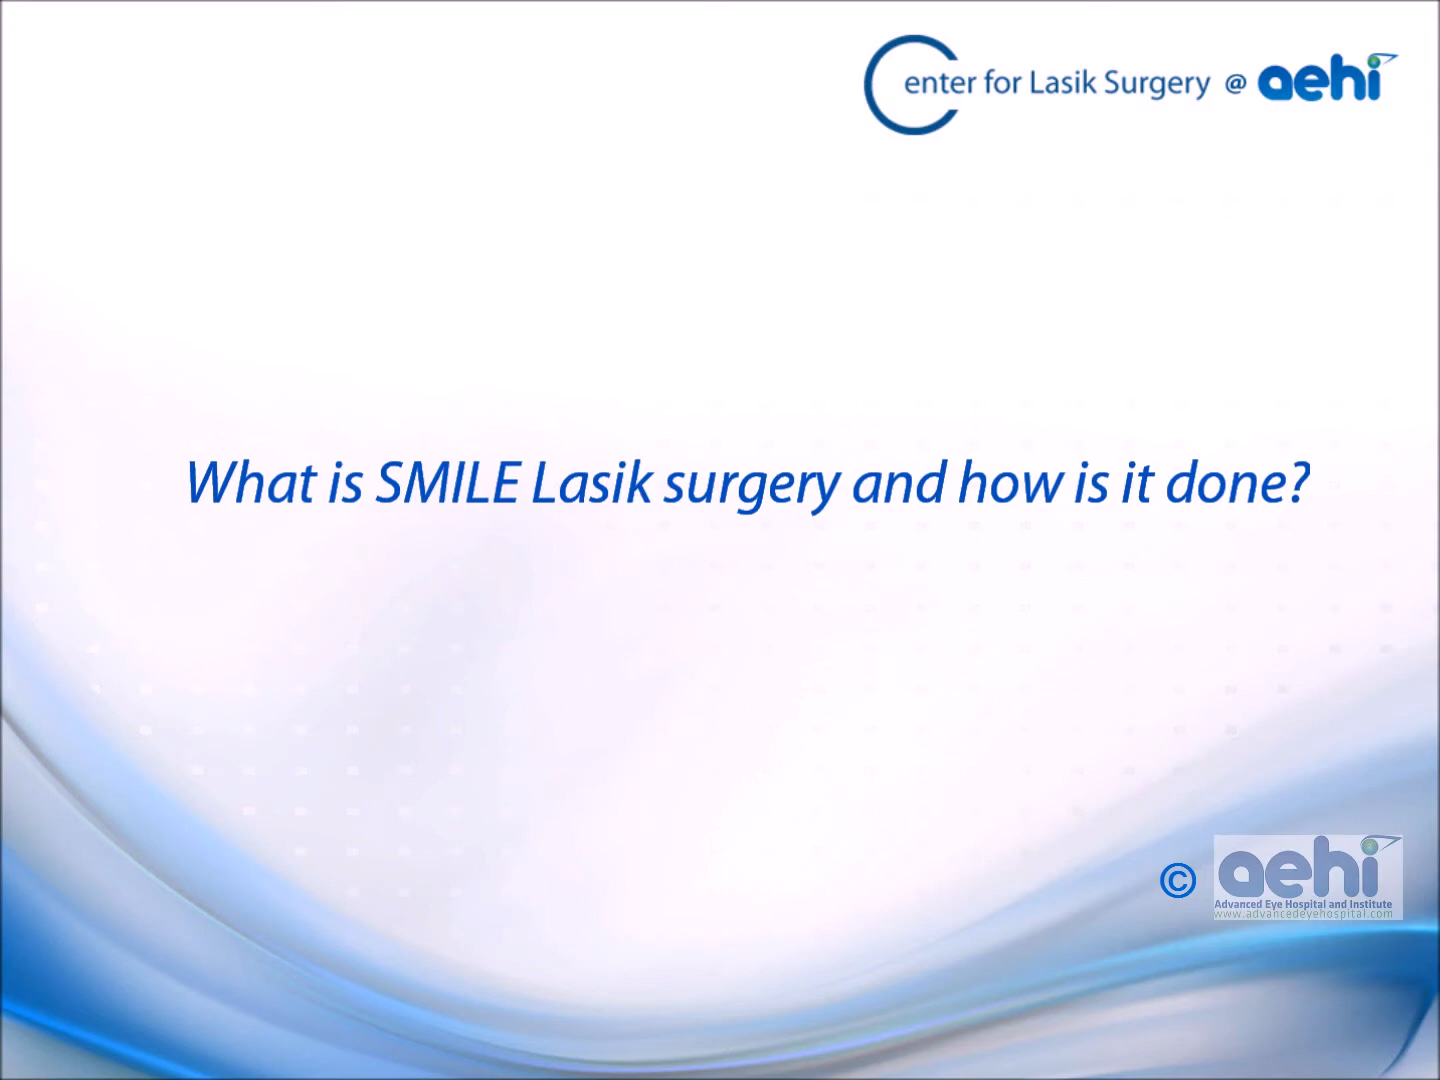 Center for Lasik Surgery @ aehi
What is SMILE Lasik surgery and how is it done?
© aehi
Advanced Eye Hospital and Institute
www.advancedeyehospital.com